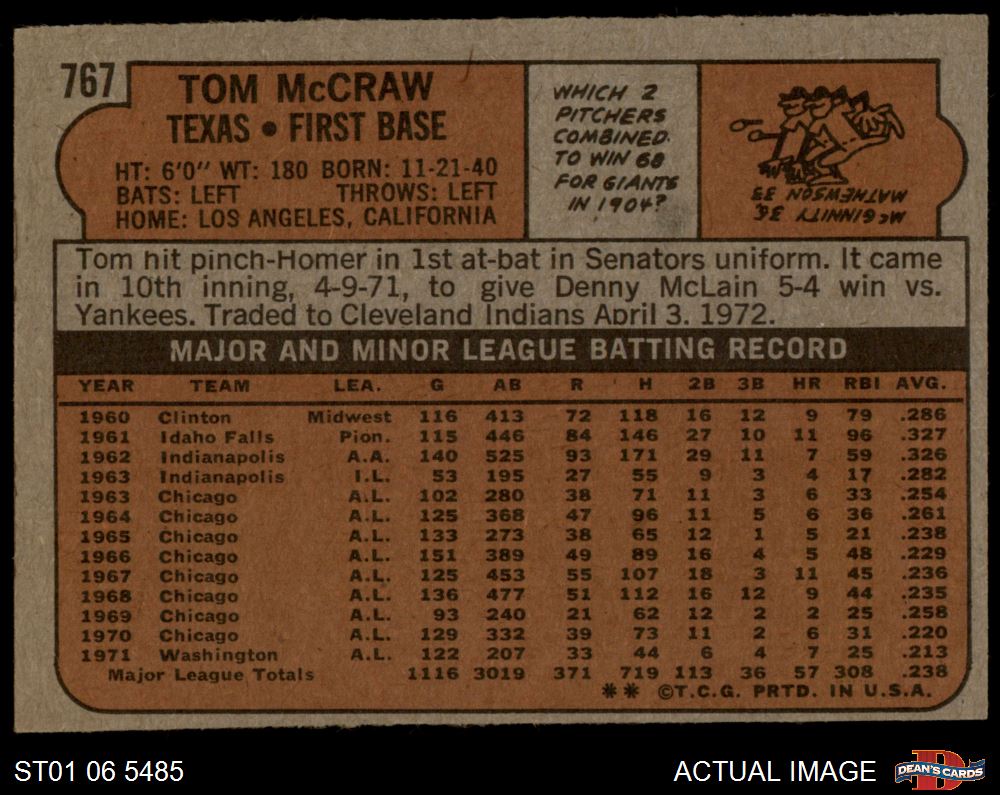 767
TOM McCRAW
TEXAS • FIRST BASE
HT: 6'0" WT: 180 BORN: 11-21-40
BATS: LEFT THROWS: LEFT
HOME: LOS ANGELES, CALIFORNIA
WHICH 2
PITCHERS
COMBINED
TO WIN 68
FOR GIANTS
IN 1904?
McGINNITY 35,
MATHEWSON 33
Tom hit pinch-Homer in 1st at-bat in Senators uniform. It came
in 10th inning, 4-9-71, to give Denny McLain 5-4 win vs.
Yankees. Traded to Cleveland Indians April 3, 1972.
MAJOR AND MINOR LEAGUE BATTING RECORD
YEAR TEAM LEA. G AB R H 2B 3B HR RBI AVG.
1960 Clinton Midwest 116 413 72 118 16 12 9 79 .286
1961 Idaho Falls Pion. 115 446 84 146 27 10 11 96 .327
1962 Indianapolis A.A. 140 525 93 171 29 11 7 59 .326
1963 Indianapolis I.L. 53 195 27 55 9 3 4 17 .282
1963 Chicago A.L. 102 280 38 71 11 3 6 33 .254
1964 Chicago A.L. 125 368 47 96 11 5 6 36 .261
1965 Chicago A.L. 133 273 38 65 12 1 5 21 .238
1966 Chicago A.L. 151 389 49 89 16 4 5 48 .229
1967 Chicago A.L. 125 453 55 107 18 3 11 45 .236
1968 Chicago A.L. 136 477 51 112 16 12 9 44 .235
1969 Chicago A.L. 93 240 21 62 12 2 2 25 .258
1970 Chicago A.L. 129 332 39 73 11 2 6 31 .220
1971 Washington A.L. 122 207 33 44 6 4 7 25 .213
Major League Totals 1116 3019 371 719 113 36 57 308 .238
** ©T.C.G. PRTD. IN U.S.A.
ST01 06 5485
ACTUAL IMAGE
DEAN'S CARDS